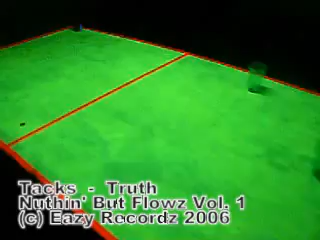 Tacks - Truth
Nuthin' But Flowz Vol. 1
(c) Eazy Recordz 2006